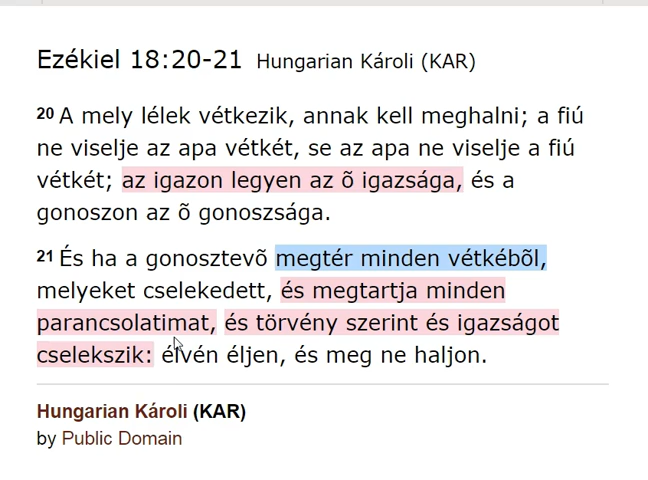 Ezékiel 18:20-21 Hungarian Károli (KAR)
20 A mely lélek vétkezik, annak kell meghalni; a fiú
ne viselje az apa vétkét, se az apa ne viselje a fiú
vétkét; az igazon legyen az õ igazsága, és a
gonoszon az õ gonoszsága.
21 És ha a gonosztevõ megtér minden vétkébõl,
melyeket cselekedett, és megtartja minden
parancsolatimat, és törvény szerint és igazságot
cselekszik: élvén éljen, és meg ne haljon.
Hungarian Károli (KAR)
by Public Domain